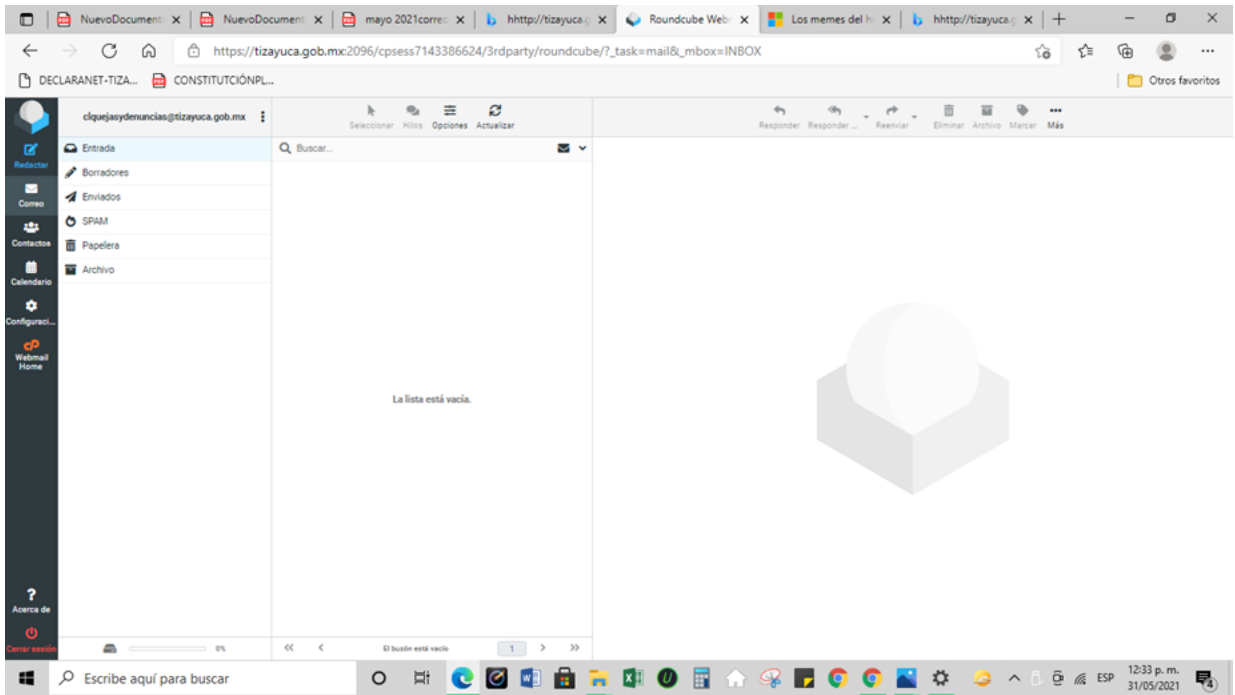 NuevoDocumento NuevoDocumento mayo 2021correo hhttp://tizayuca.g Roundcube Web Los memes del h hhttp://tizayuca.g
https://tizayuca.gob.mx:2096/cpsess7143386624/3rdparty/roundcube/?_task=mail&_mbox=INBOX
DECLARANET-TIZA... CONSTITUTCIÓNPL... Otros favoritos
clquejasydenuncias@tizayuca.gob.mx
Seleccionar Hilos Opciones Actualizar
Responder Responder ... Reenviar Eliminar Archivo Marcar Más
Redactar
Correo
Contactos
Calendario
Configuraci...
cP
Webmail
Home
Entrada
Borradores
Enviados
SPAM
Papelera
Archivo
Buscar...
La lista está vacía.
?
Acerca de
Cerrar sesión
0%
El buzón está vacío 1
Escribe aquí para buscar
ESP
12:33 p. m.
31/05/2021
4